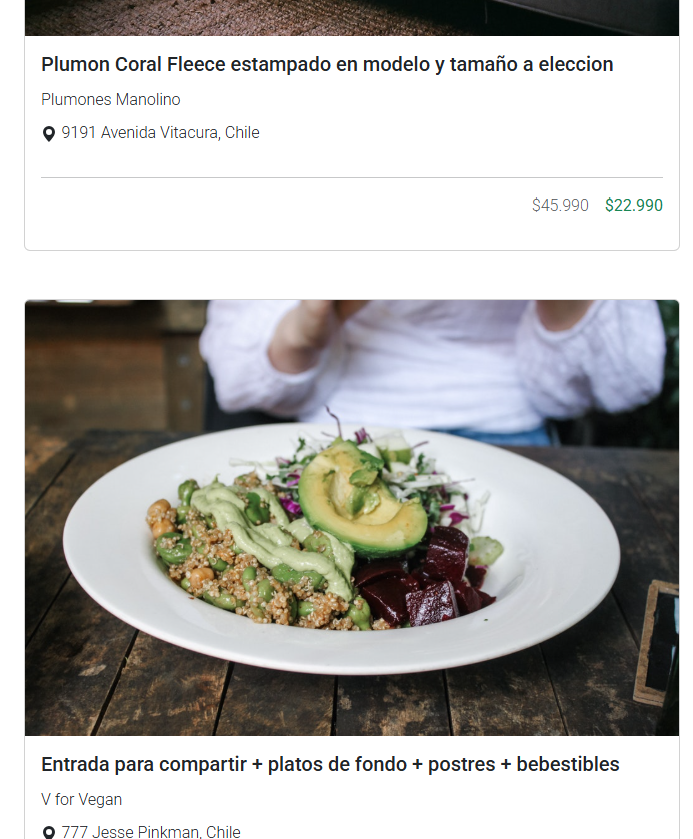 Plumon Coral Fleece estampado en modelo y tamaño a eleccion
Plumones Manolino
9191 Avenida Vitacura, Chile
$45.990 $22.990
Entrada para compartir + platos de fondo + postres + bebestibles
V for Vegan
777 Jesse Pinkman, Chile